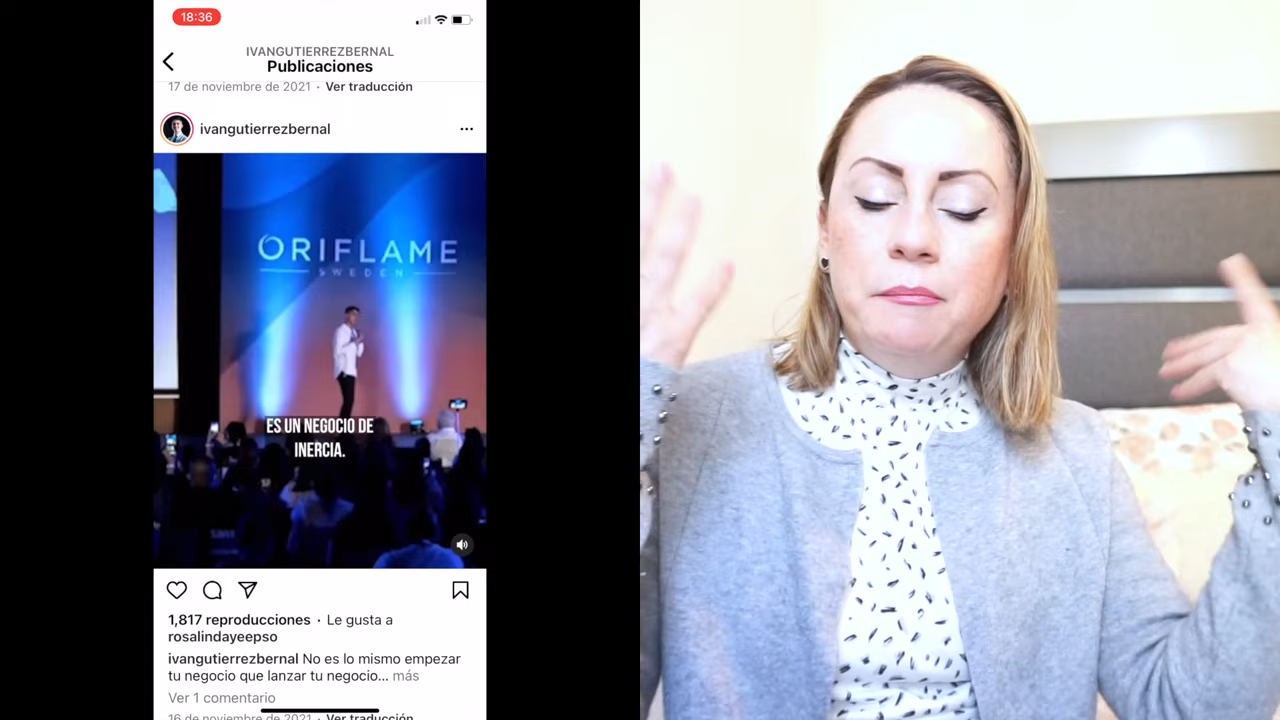 18:36
IVANGUTIERREZBERNAL
Publicaciones
17 de noviembre de 2021 · Ver traducción
ivangutierrezbernal
ORIFLAME
SWEDEN
ES UN NEGOCIO DE
INERCIA.
1,817 reproducciones · Le gusta a
rosalindayeepso
ivangutierrezbernal No es lo mismo empezar
tu negocio que lanzar tu negocio... más
Ver 1 comentario
16 de noviembre de 2021 · Ver traducción